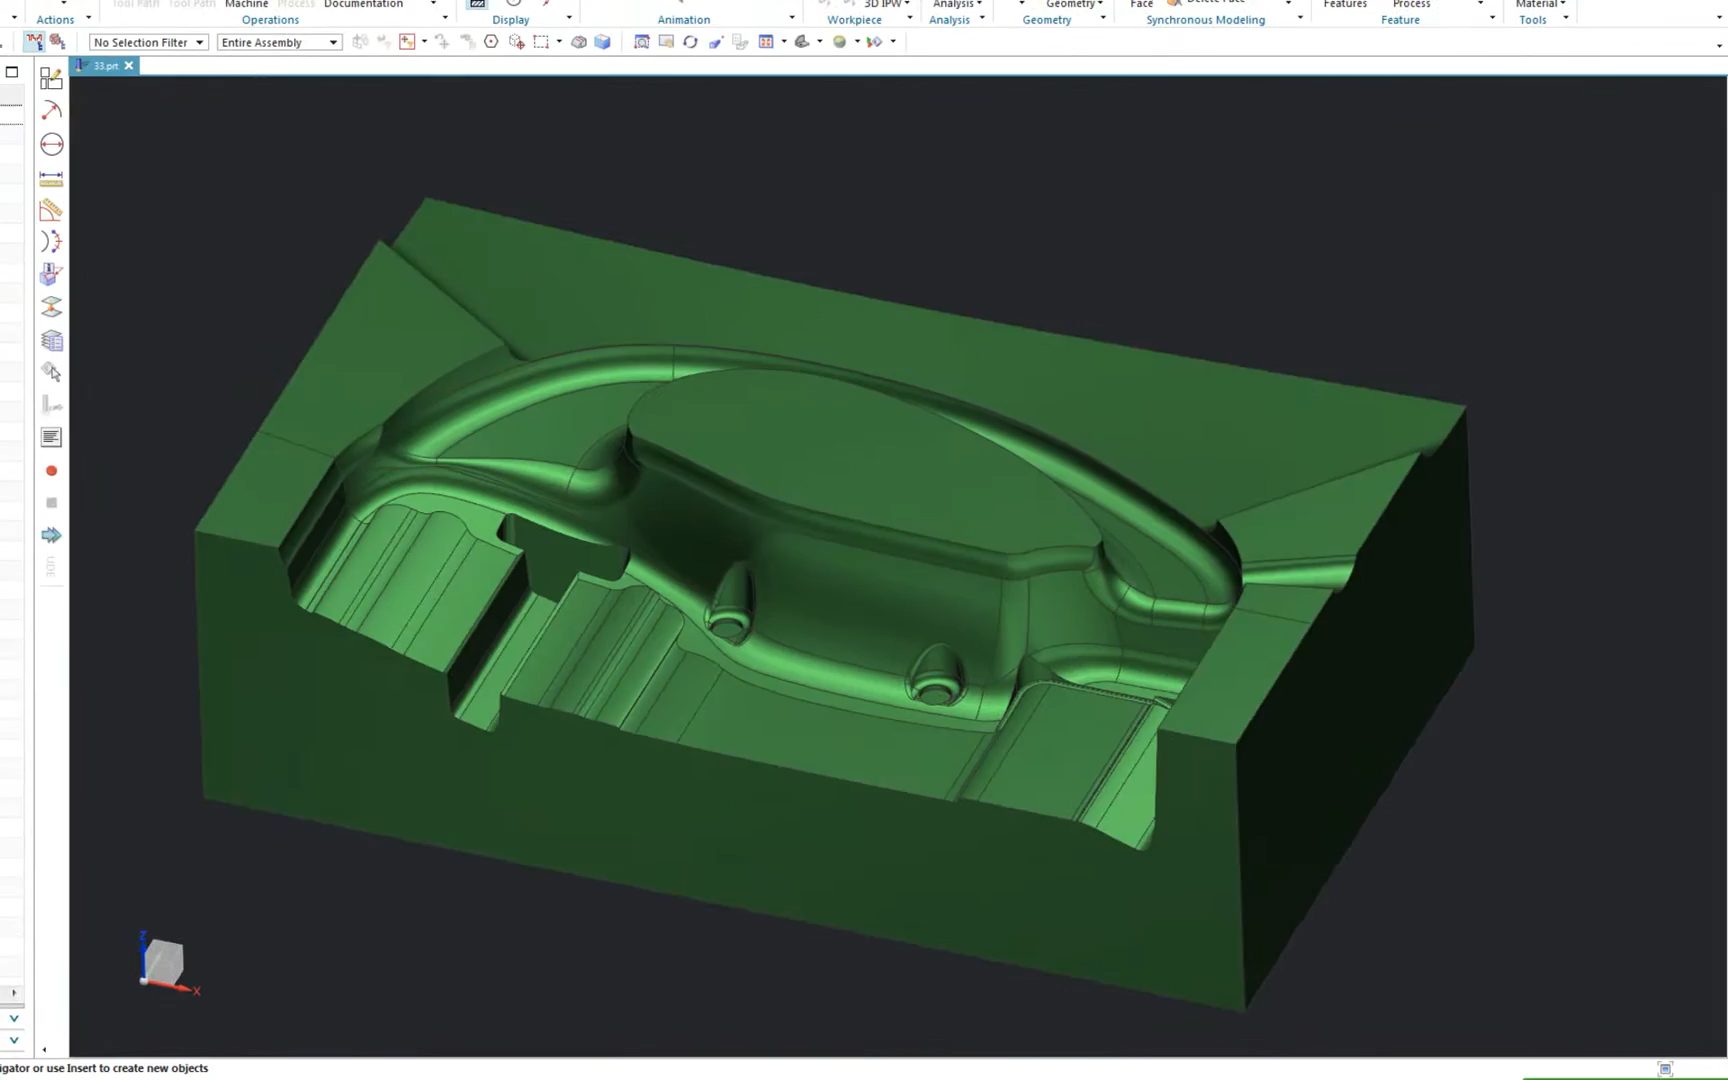 Tool Path Tool Path Machine Process Documentation 3D IPW Analysis Geometry Face Delete Face Features Process Material
Actions Operations Display Animation Workpiece Analysis Geometry Synchronous Modeling Feature Tools
No Selection Filter Entire Assembly
33.prt
UDE
Z
X
igator or use Insert to create new objects